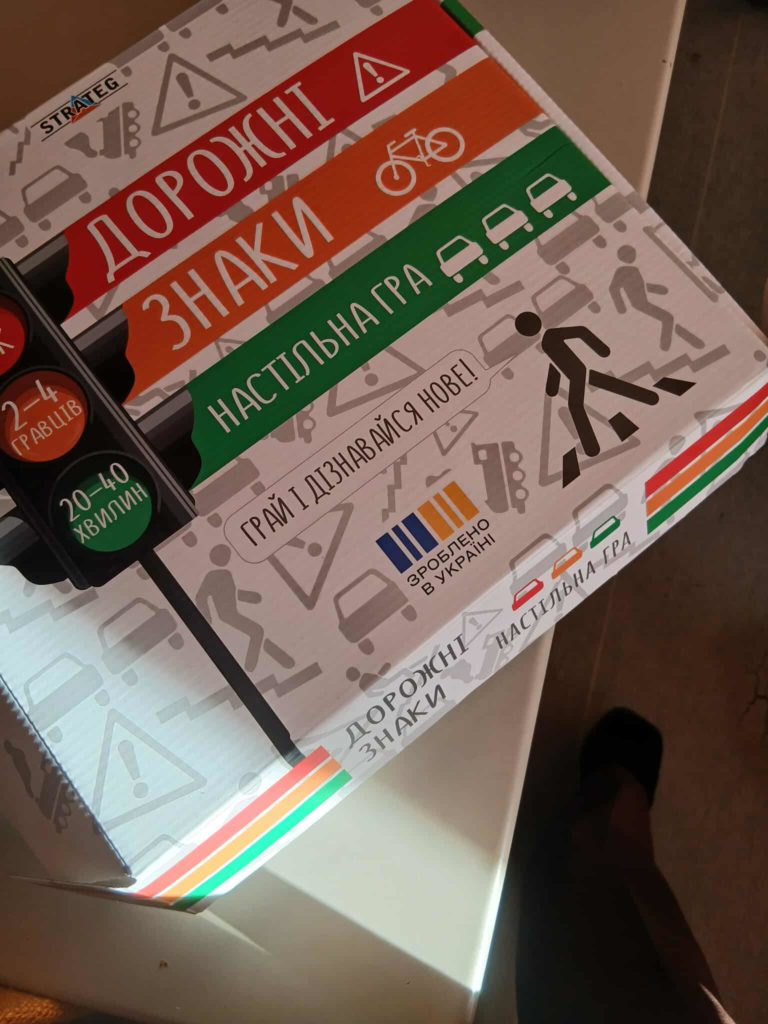 STRATEG
ДОРОЖНІ
ЗНАКИ
НАСТІЛЬНА ГРА
2–4
ГРАВЦІВ
20–40
ХВИЛИН
ГРАЙ І ДІЗНАВАЙСЯ НОВЕ!
ЗРОБЛЕНО
В УКРАЇНІ
ДОРОЖНІ
ЗНАКИ
НАСТІЛЬНА ГРА